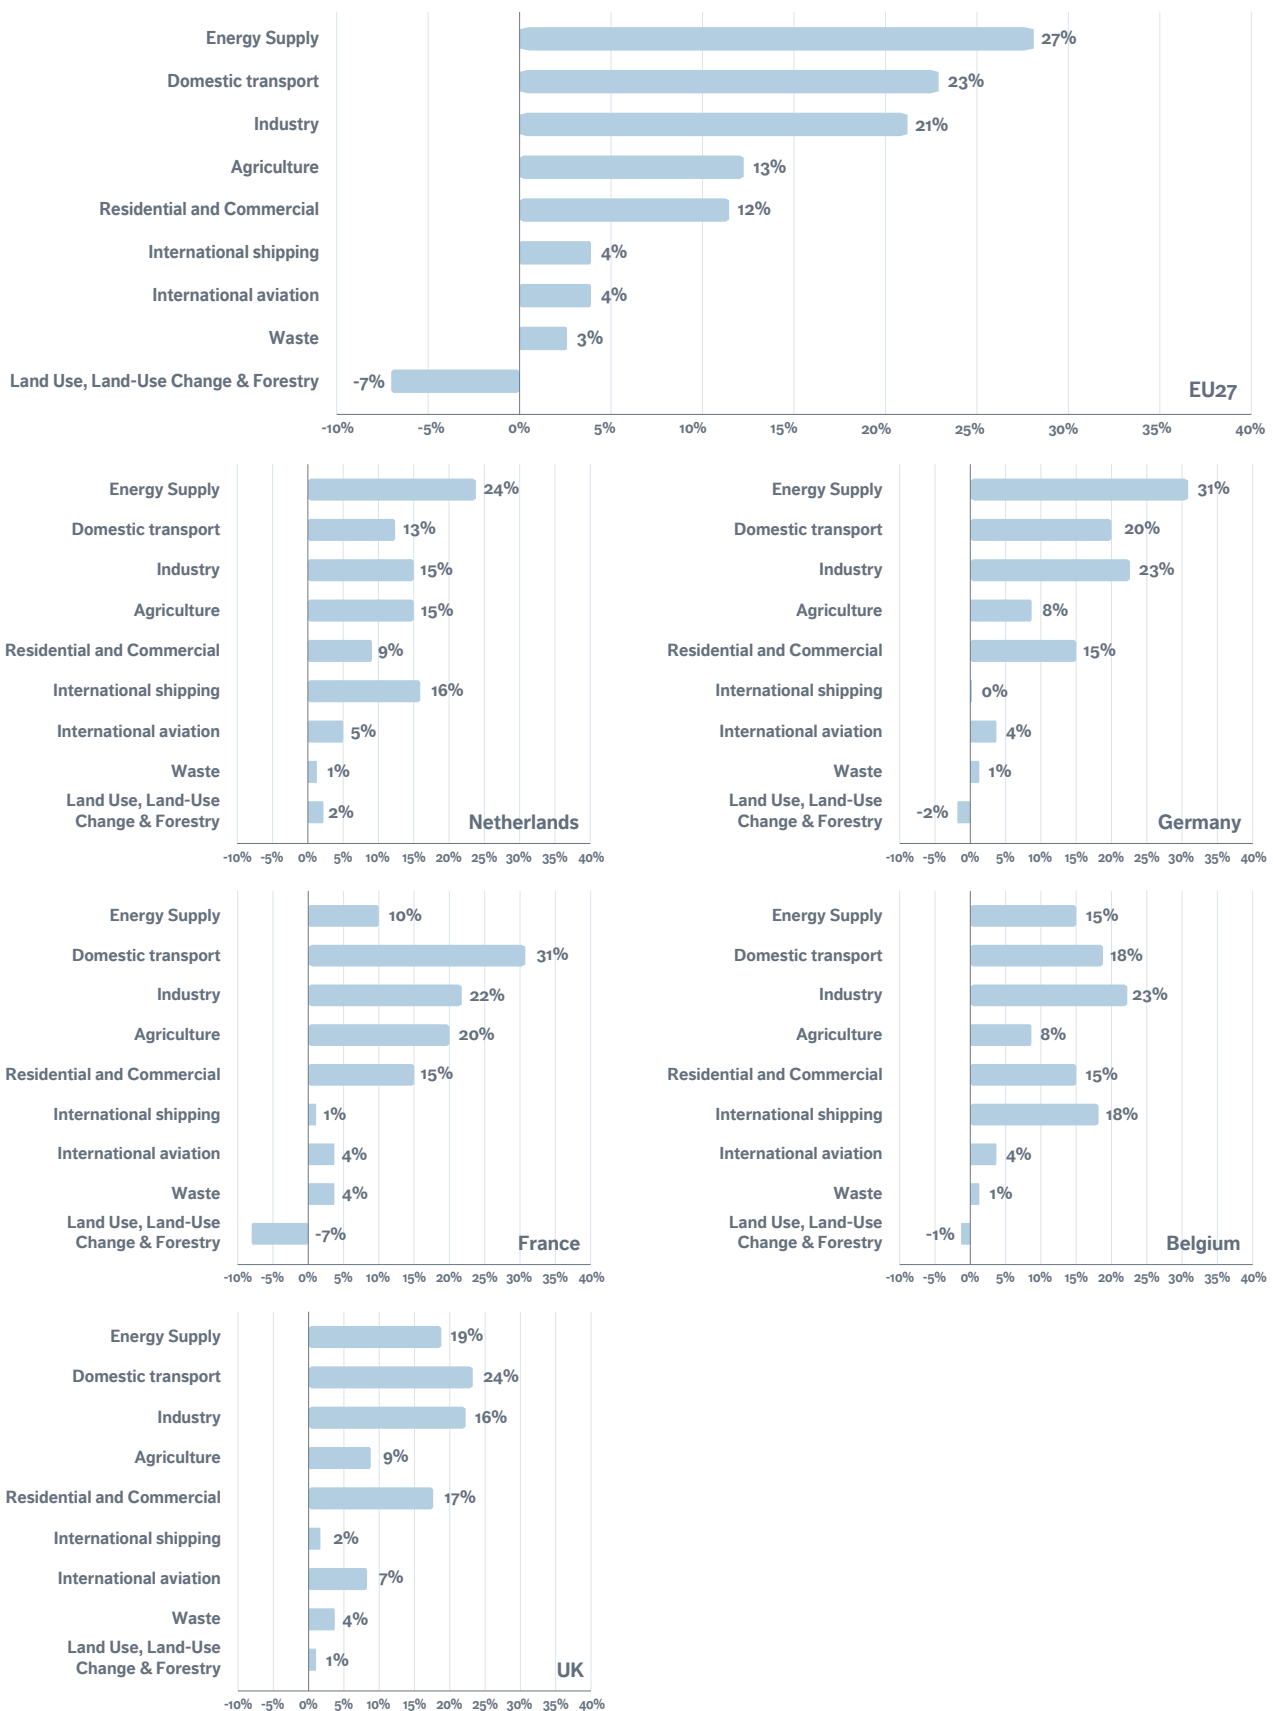 Energy Supply 27%
Domestic transport 23%
Industry 21%
Agriculture 13%
Residential and Commercial 12%
International shipping 4%
International aviation 4%
Waste 3%
Land Use, Land-Use Change & Forestry -7%
EU27
-10% -5% 0% 5% 10% 15% 20% 25% 30% 35% 40%
Energy Supply 24%
Domestic transport 13%
Industry 15%
Agriculture 15%
Residential and Commercial 9%
International shipping 16%
International aviation 5%
Waste 1%
Land Use, Land-Use
Change & Forestry 2%
Netherlands
-10% -5% 0% 5% 10% 15% 20% 25% 30% 35% 40%
Energy Supply 31%
Domestic transport 20%
Industry 23%
Agriculture 8%
Residential and Commercial 15%
International shipping 0%
International aviation 4%
Waste 1%
Land Use, Land-Use
Change & Forestry -2%
Germany
-10% -5% 0% 5% 10% 15% 20% 25% 30% 35% 40%
Energy Supply 10%
Domestic transport 31%
Industry 22%
Agriculture 20%
Residential and Commercial 15%
International shipping 1%
International aviation 4%
Waste 4%
Land Use, Land-Use
Change & Forestry -7%
France
-10% -5% 0% 5% 10% 15% 20% 25% 30% 35% 40%
Energy Supply 15%
Domestic transport 18%
Industry 23%
Agriculture 8%
Residential and Commercial 15%
International shipping 18%
International aviation 4%
Waste 1%
Land Use, Land-Use
Change & Forestry -1%
Belgium
-10% -5% 0% 5% 10% 15% 20% 25% 30% 35% 40%
Energy Supply 19%
Domestic transport 24%
Industry 16%
Agriculture 9%
Residential and Commercial 17%
International shipping 2%
International aviation 7%
Waste 4%
Land Use, Land-Use
Change & Forestry 1%
UK
-10% -5% 0% 5% 10% 15% 20% 25% 30% 35% 40%